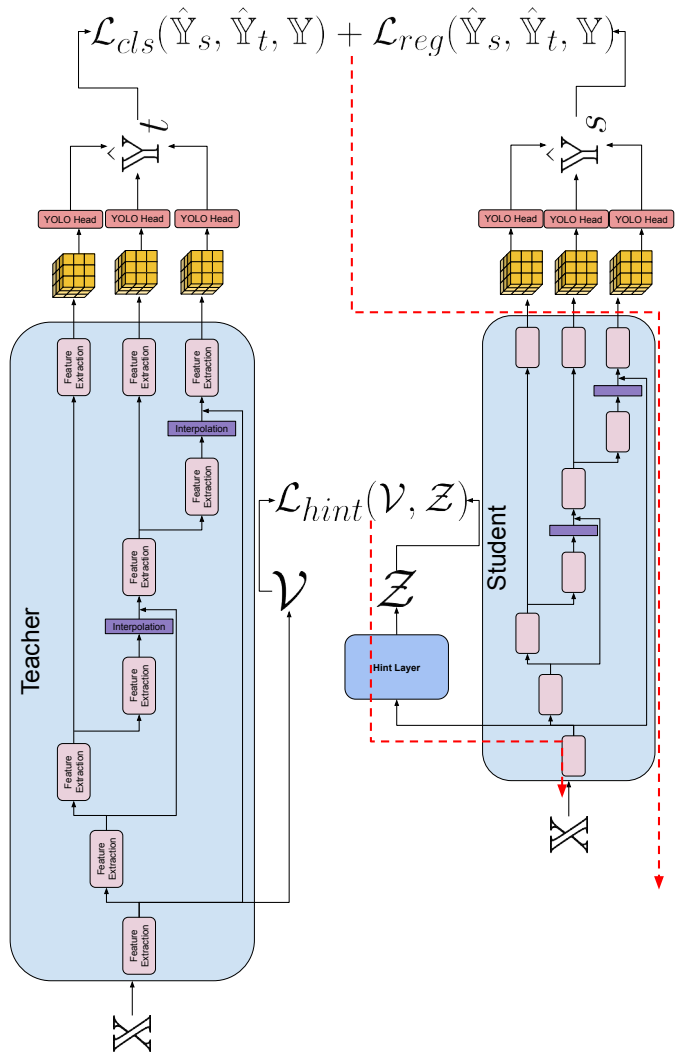 ℒ_cls(Ŷ_s, Ŷ_t, Y) + ℒ_reg(Ŷ_s, Ŷ_t, Y)
Ŷ t
Ŷ s
YOLO Head YOLO Head YOLO Head
YOLO Head YOLO Head YOLO Head
Feature Extraction
Feature Extraction
Feature Extraction
Interpolation
Feature Extraction
Feature Extraction
Interpolation
Feature Extraction
Feature Extraction
Feature Extraction
Feature Extraction
Teacher
𝕏
ℒ_hint(𝒱, 𝒵)
𝒱
𝒵
Hint Layer
Student
𝕏